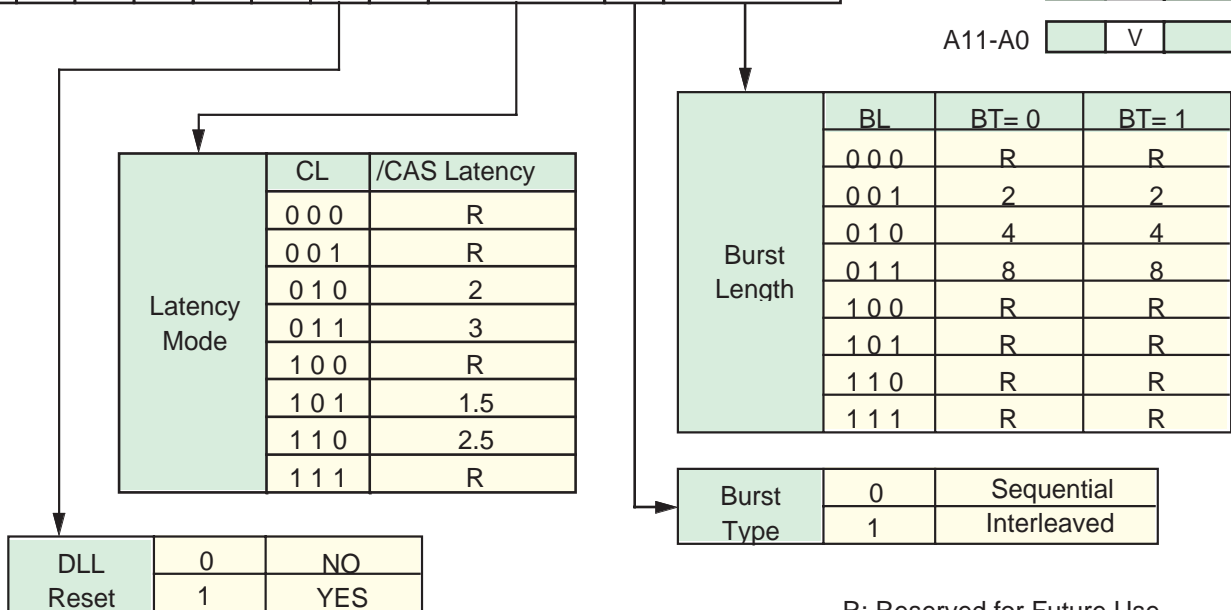 A11-A0 V
BL BT= 0 BT= 1
0 0 0 R R
0 0 1 2 2
0 1 0 4 4
0 1 1 8 8
1 0 0 R R
1 0 1 R R
1 1 0 R R
1 1 1 R R
Burst
Length
CL /CAS Latency
0 0 0 R
0 0 1 R
0 1 0 2
0 1 1 3
1 0 0 R
1 0 1 1.5
1 1 0 2.5
1 1 1 R
Latency
Mode
Burst
Type
0 Sequential
1 Interleaved
DLL
Reset
0 NO
1 YES
R: Reserved for Future Use